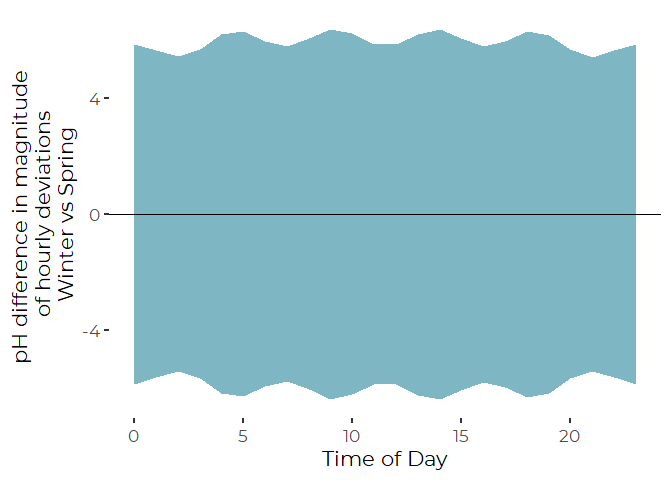 pH difference in magnitude
of hourly deviations
Winter vs Spring
4
0
-4
0
5
10
15
20
Time of Day